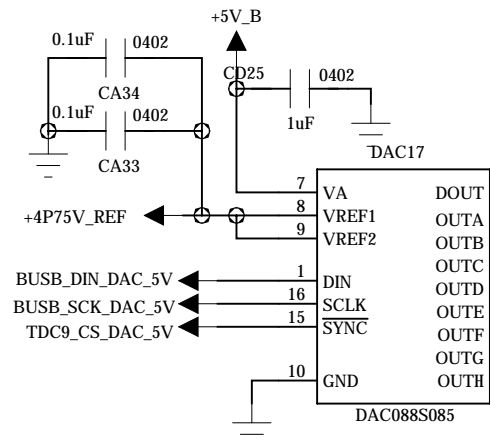 +5V_B
0.1uF 0402
CA34
0.1uF 0402
CA33
CD25 0402
1uF
DAC17
7 VA DOUT
+4P75V_REF 8 VREF1 OUTA
9 VREF2 OUTB
OUTC
BUSB_DIN_DAC_5V 1 DIN OUTD
BUSB_SCK_DAC_5V 16 SCLK OUTE
TDC9_CS_DAC_5V 15 SYNC OUTF
OUTG
10 GND OUTH
DAC088S085